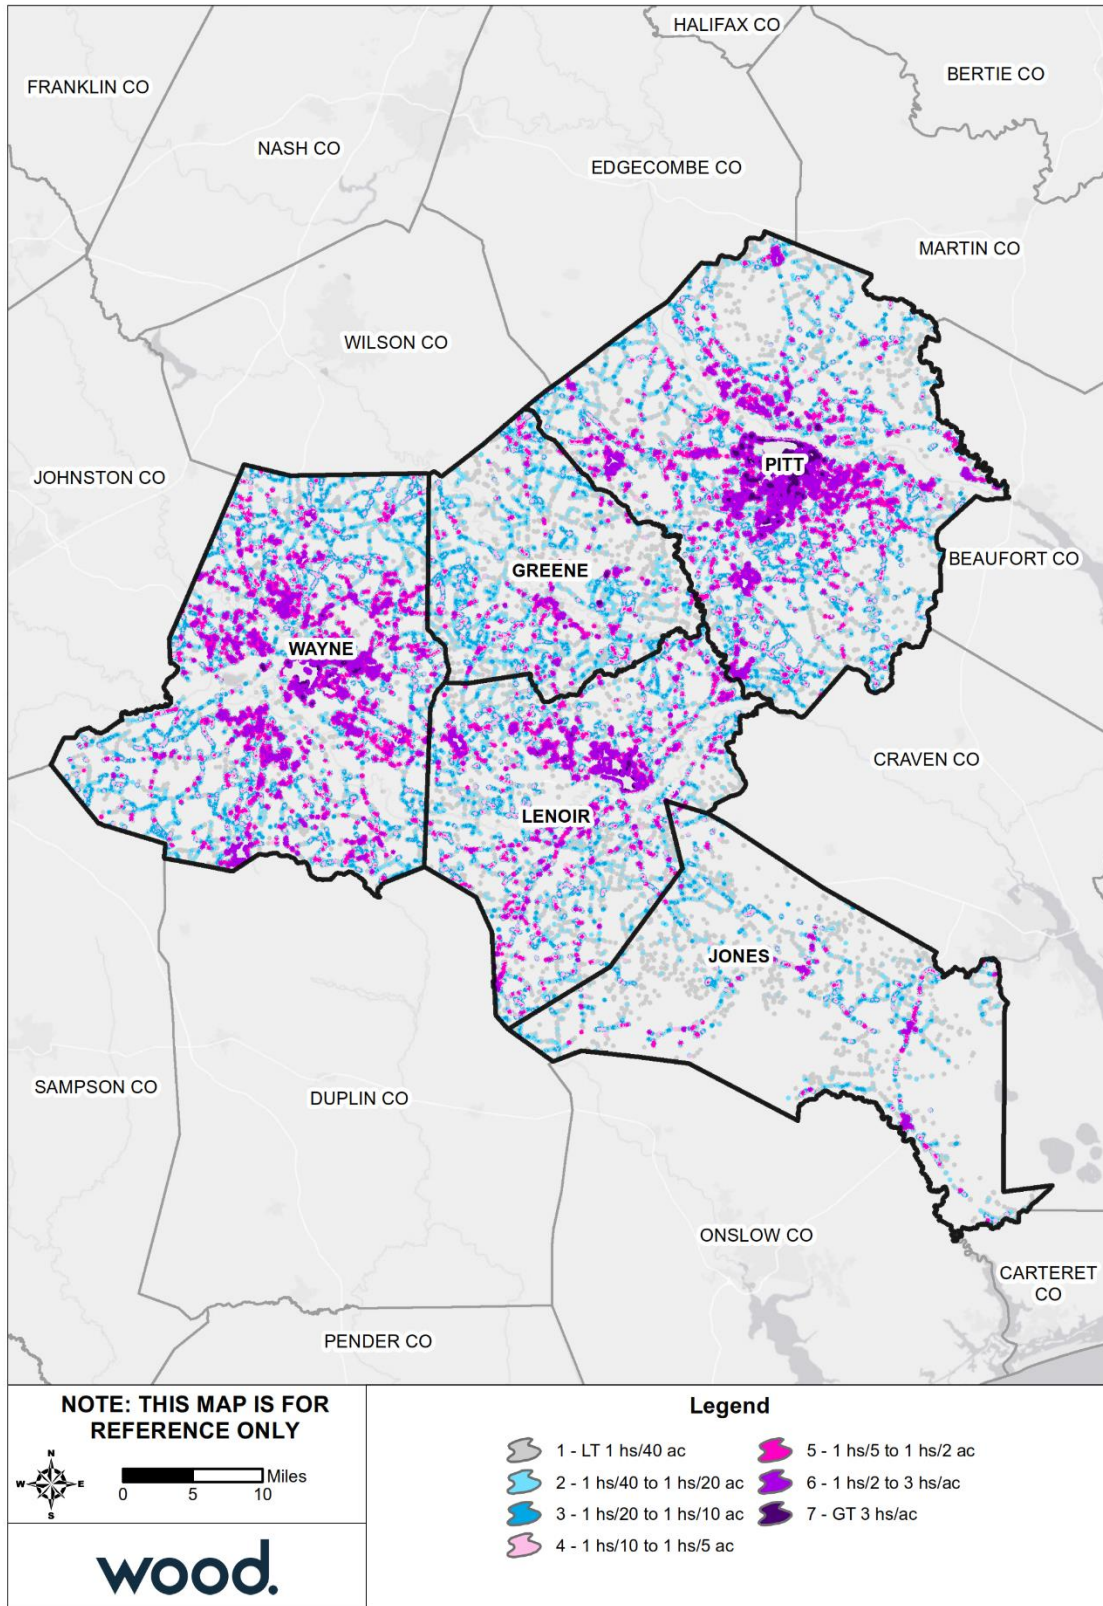 HALIFAX CO
BERTIE CO
FRANKLIN CO
NASH CO
EDGECOMBE CO
MARTIN CO
WILSON CO
JOHNSTON CO
PITT
BEAUFORT CO
GREENE
WAYNE
CRAVEN CO
LENOIR
JONES
SAMPSON CO
DUPLIN CO
ONSLOW CO
CARTERET
CO
PENDER CO
NOTE: THIS MAP IS FOR
REFERENCE ONLY
N
W E
S
Miles
0 5 10
wood.
Legend
1 - LT 1 hs/40 ac
2 - 1 hs/40 to 1 hs/20 ac
3 - 1 hs/20 to 1 hs/10 ac
4 - 1 hs/10 to 1 hs/5 ac
5 - 1 hs/5 to 1 hs/2 ac
6 - 1 hs/2 to 3 hs/ac
7 - GT 3 hs/ac